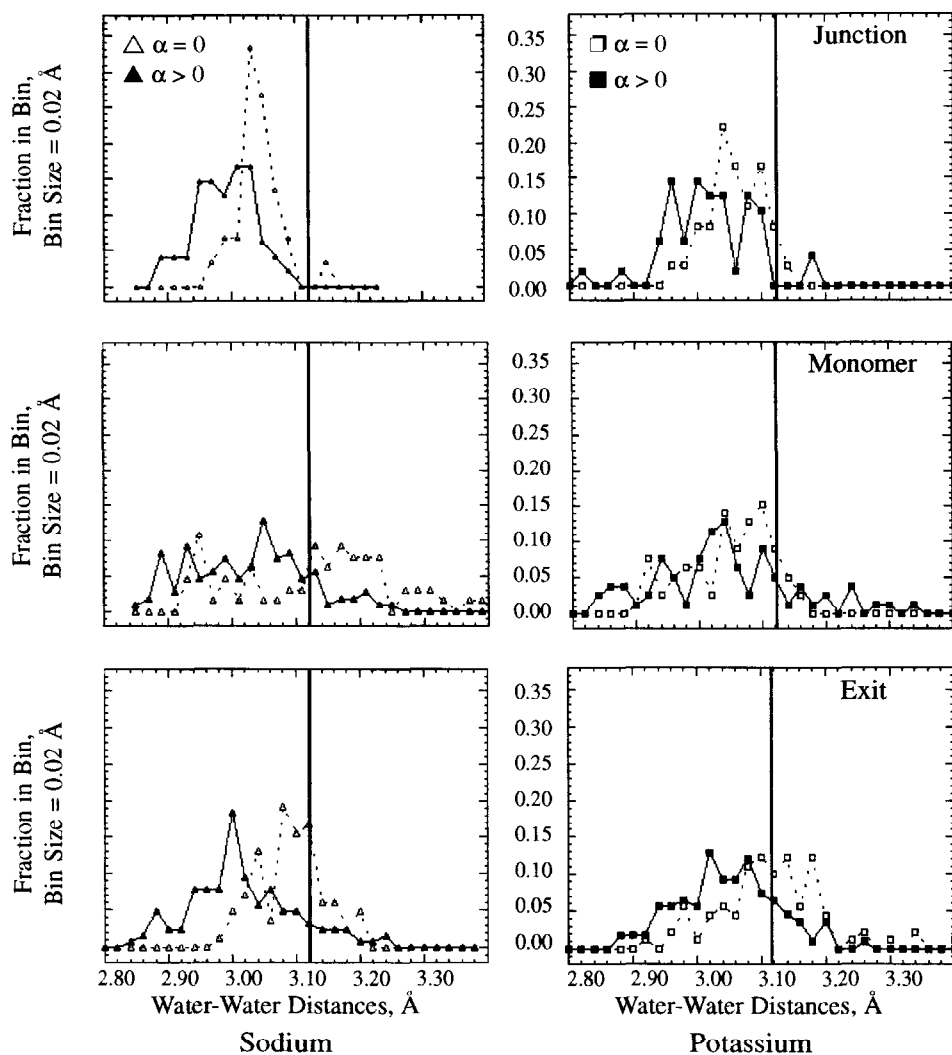 α = 0
α > 0
Fraction in Bin,
Bin Size = 0.02 Å
0.35
0.30
0.25
0.20
0.15
0.10
0.05
0.00
α = 0
α > 0
Junction
Fraction in Bin,
Bin Size = 0.02 Å
0.35
0.30
0.25
0.20
0.15
0.10
0.05
0.00
Monomer
Fraction in Bin,
Bin Size = 0.02 Å
0.35
0.30
0.25
0.20
0.15
0.10
0.05
0.00
Exit
2.80 2.90 3.00 3.10 3.20 3.30
2.90 3.00 3.10 3.20 3.30
Water-Water Distances, Å
Water-Water Distances, Å
Sodium
Potassium